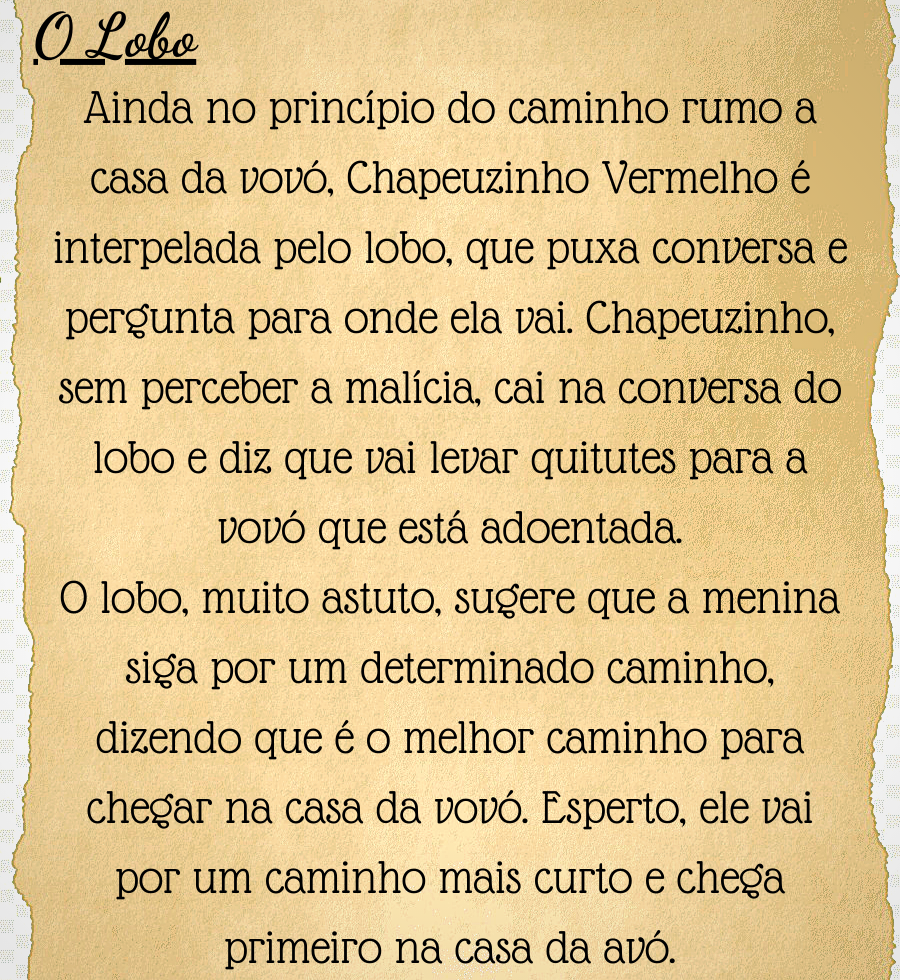 O Lobo
Ainda no princípio do caminho rumo a
casa da vovó, Chapeuzinho Vermelho é
interpelada pelo lobo, que puxa conversa e
pergunta para onde ela vai. Chapeuzinho,
sem perceber a malícia, cai na conversa do
lobo e diz que vai levar quitutes para a
vovó que está adoentada.
O lobo, muito astuto, sugere que a menina
siga por um determinado caminho,
dizendo que é o melhor caminho para
chegar na casa da vovó. Esperto, ele vai
por um caminho mais curto e chega
primeiro na casa da avó.